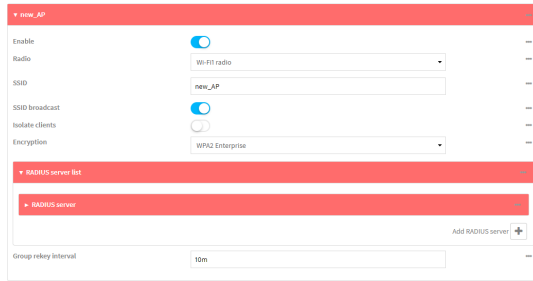 ▾ new_AP
Enable
Radio
Wi-Fi1 radio
SSID
new_AP
SSID broadcast
Isolate clients
Encryption
WPA2 Enterprise
▾ RADIUS server list
▸ RADIUS server
Add RADIUS server
Group rekey interval
10m